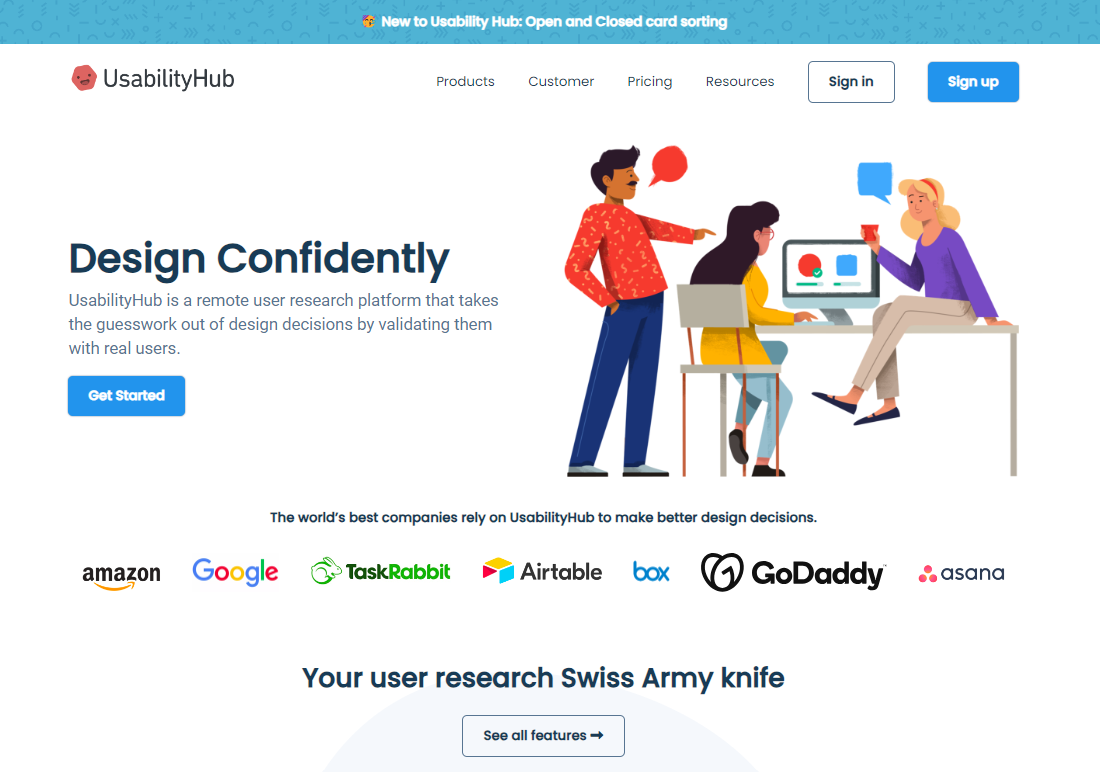 🥳 New to Usability Hub: Open and Closed card sorting
UsabilityHub
Products
Customer
Pricing
Resources
Sign in
Sign up
Design Confidently
UsabilityHub is a remote user research platform that takes
the guesswork out of design decisions by validating them
with real users.
Get Started
The world's best companies rely on UsabilityHub to make better design decisions.
amazon
Google
TaskRabbit
Airtable
box
GoDaddy™
asana
Your user research Swiss Army knife
See all features →